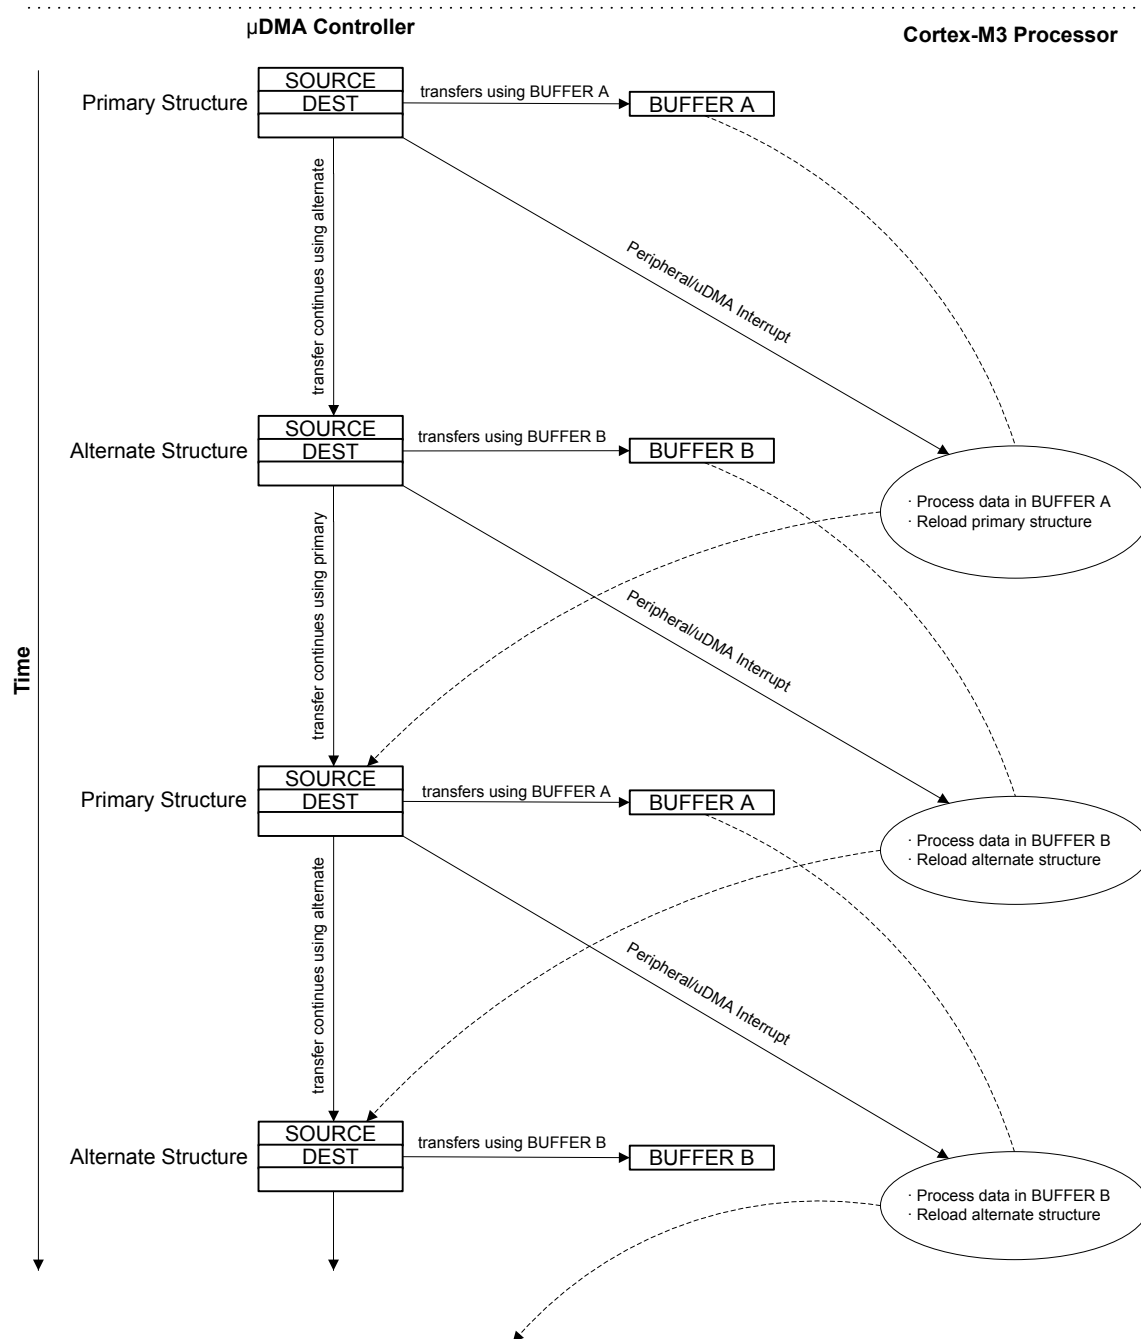 µDMA Controller
Cortex-M3 Processor
SOURCE
Primary Structure
DEST
transfers using BUFFER A
BUFFER A
transfer continues using alternate
Peripheral/uDMA Interrupt
SOURCE
Alternate Structure
DEST
transfers using BUFFER B
BUFFER B
· Process data in BUFFER A
· Reload primary structure
transfer continues using primary
Peripheral/uDMA Interrupt
Time
SOURCE
Primary Structure
DEST
transfers using BUFFER A
BUFFER A
· Process data in BUFFER B
· Reload alternate structure
transfer continues using alternate
Peripheral/uDMA Interrupt
SOURCE
Alternate Structure
DEST
transfers using BUFFER B
BUFFER B
· Process data in BUFFER B
· Reload alternate structure